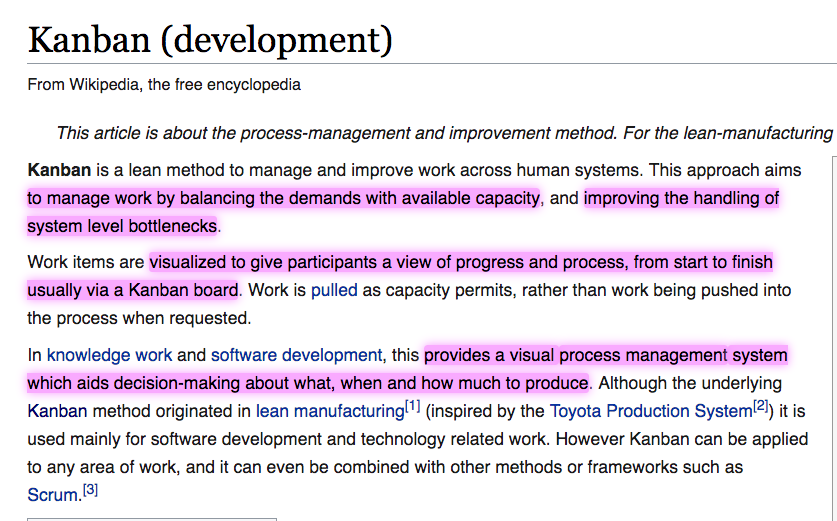 Kanban (development)
From Wikipedia, the free encyclopedia
This article is about the process-management and improvement method. For the lean-manufacturing
Kanban is a lean method to manage and improve work across human systems. This approach aims
to manage work by balancing the demands with available capacity, and improving the handling of
system level bottlenecks.
Work items are visualized to give participants a view of progress and process, from start to finish
usually via a Kanban board. Work is pulled as capacity permits, rather than work being pushed into
the process when requested.
In knowledge work and software development, this provides a visual process management system
which aids decision-making about what, when and how much to produce. Although the underlying
Kanban method originated in lean manufacturing[1] (inspired by the Toyota Production System[2]) it is
used mainly for software development and technology related work. However Kanban can be applied
to any area of work, and it can even be combined with other methods or frameworks such as
Scrum.[3]